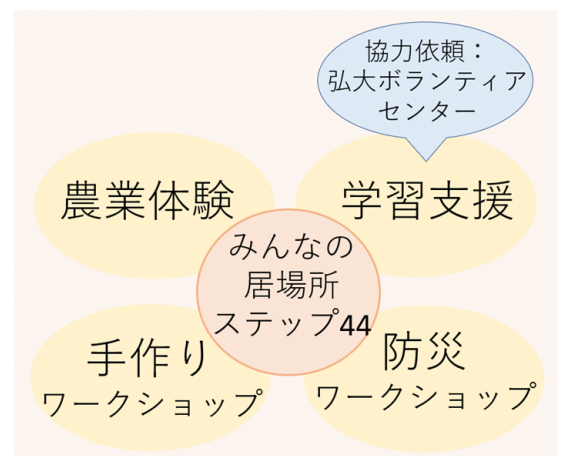 協力依頼：
弘大ボランティア
センター
農業体験
学習支援
みんなの
居場所
ステップ44
手作り
ワークショップ
防災
ワークショップ